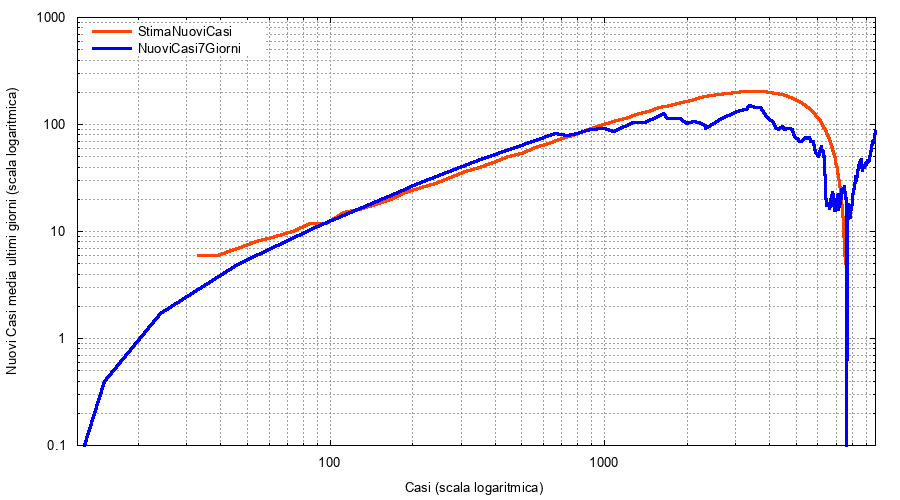 1000
100
10
1
0.1
StimaNuoviCasi
NuoviCasi7Giorni
Nuovi Casi media ultimi giorni (scala logaritmica)
100 1000
Casi (scala logaritmica)